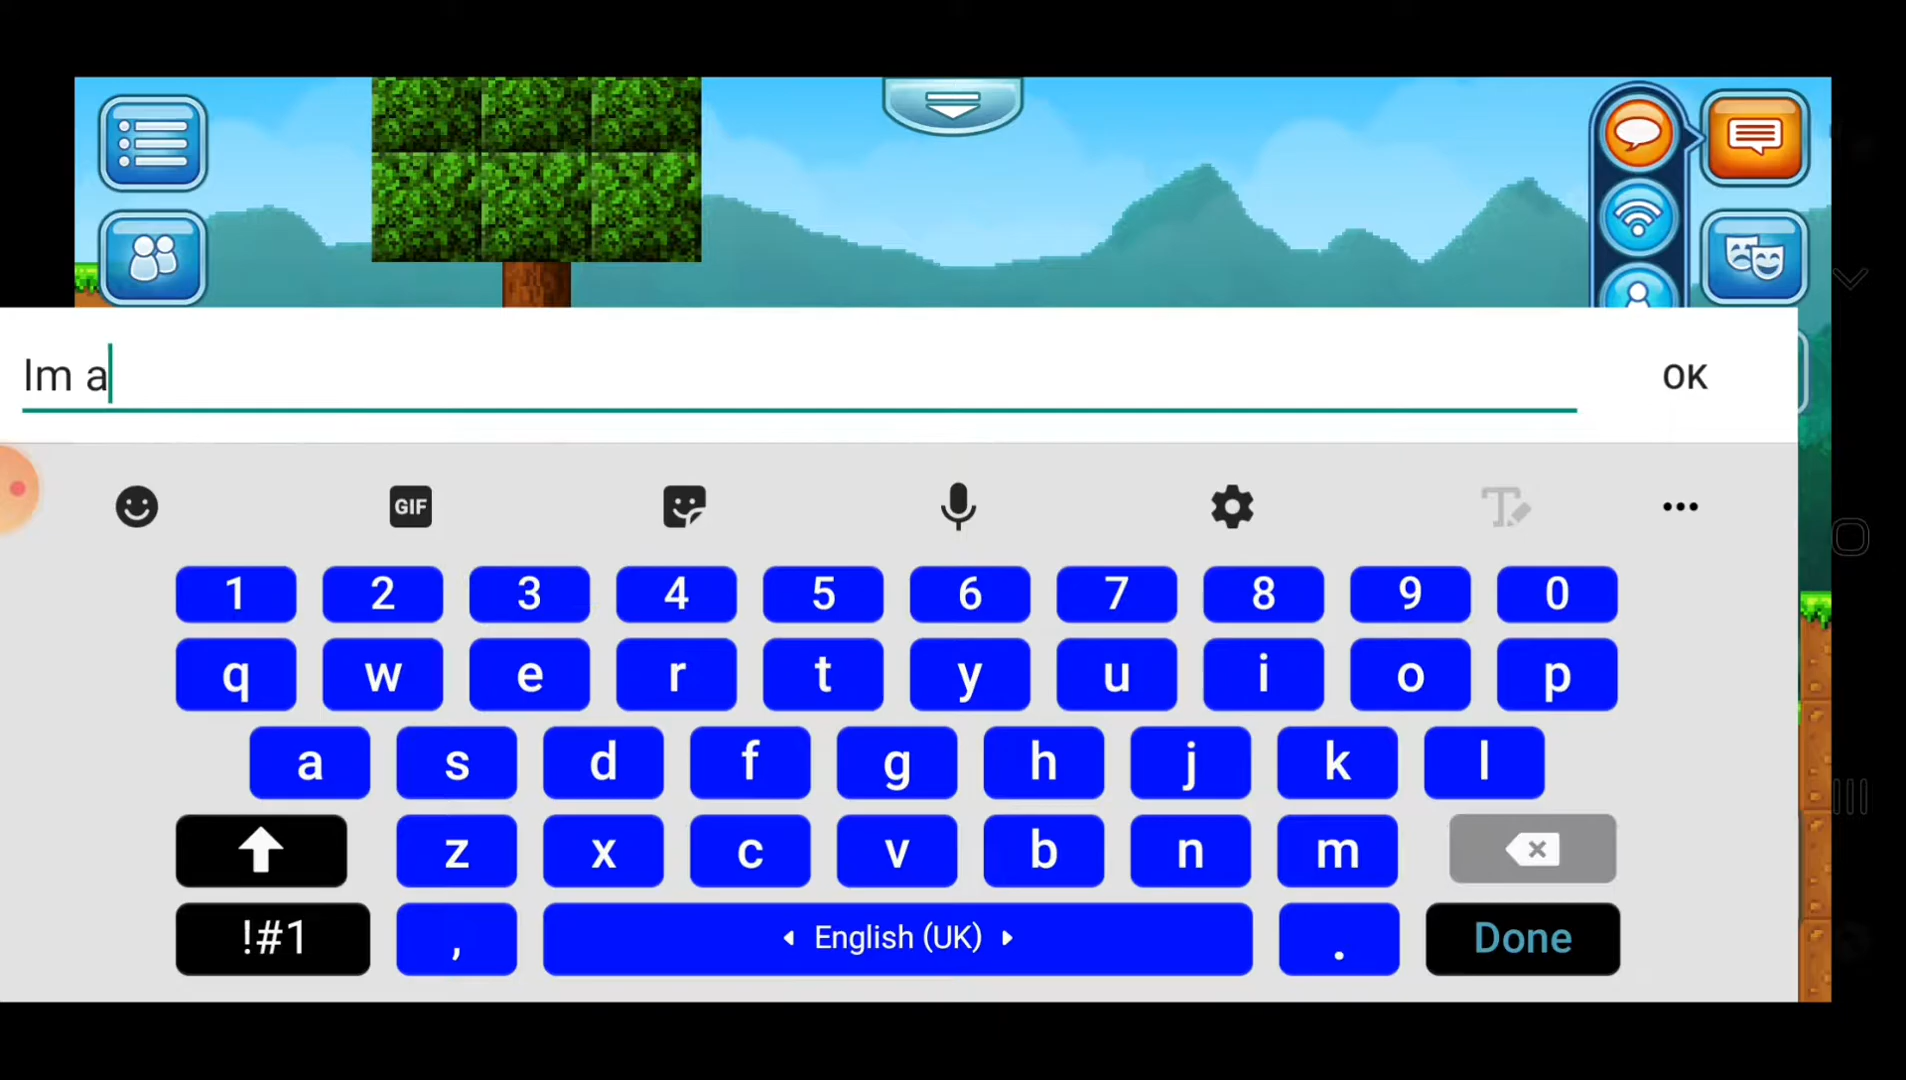 Im a
OK
GIF
1 2 3 4 5 6 7 8 9 0
q w e r t y u i o p
a s d f g h j k l
z x c v b n m
!#1 , English (UK) . Done